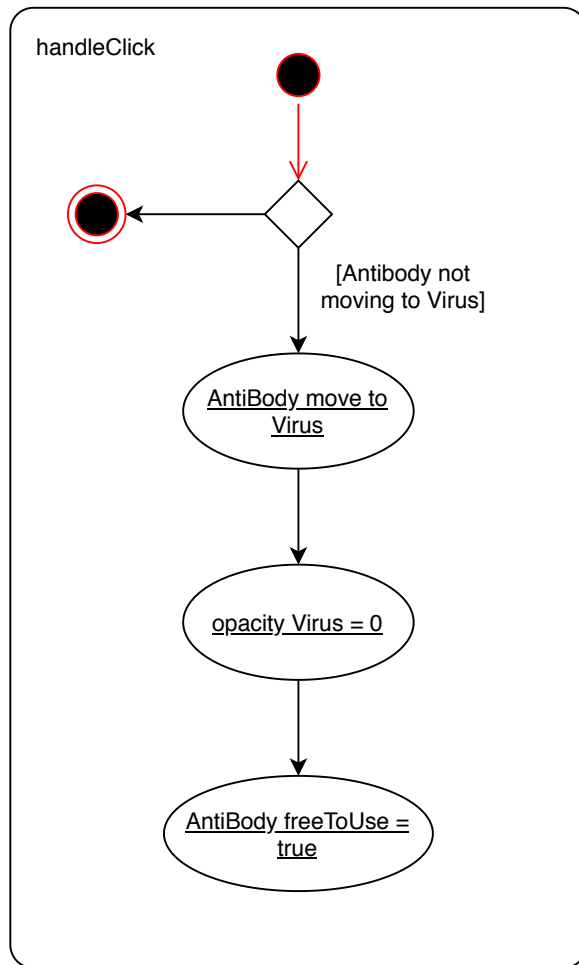 handleClick
[Antibody not
moving to Virus]
AntiBody move to
Virus
opacity Virus = 0
AntiBody freeToUse =
true